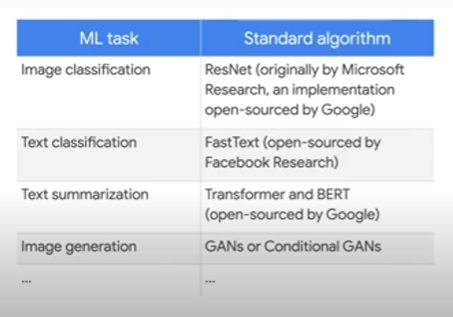 ML task
Standard algorithm
Image classification
ResNet (originally by Microsoft
Research, an implementation
open-sourced by Google)
Text classification
FastText (open-sourced by
Facebook Research)
Text summarization
Transformer and BERT
(open-sourced by Google)
Image generation
GANs or Conditional GANs
...
...